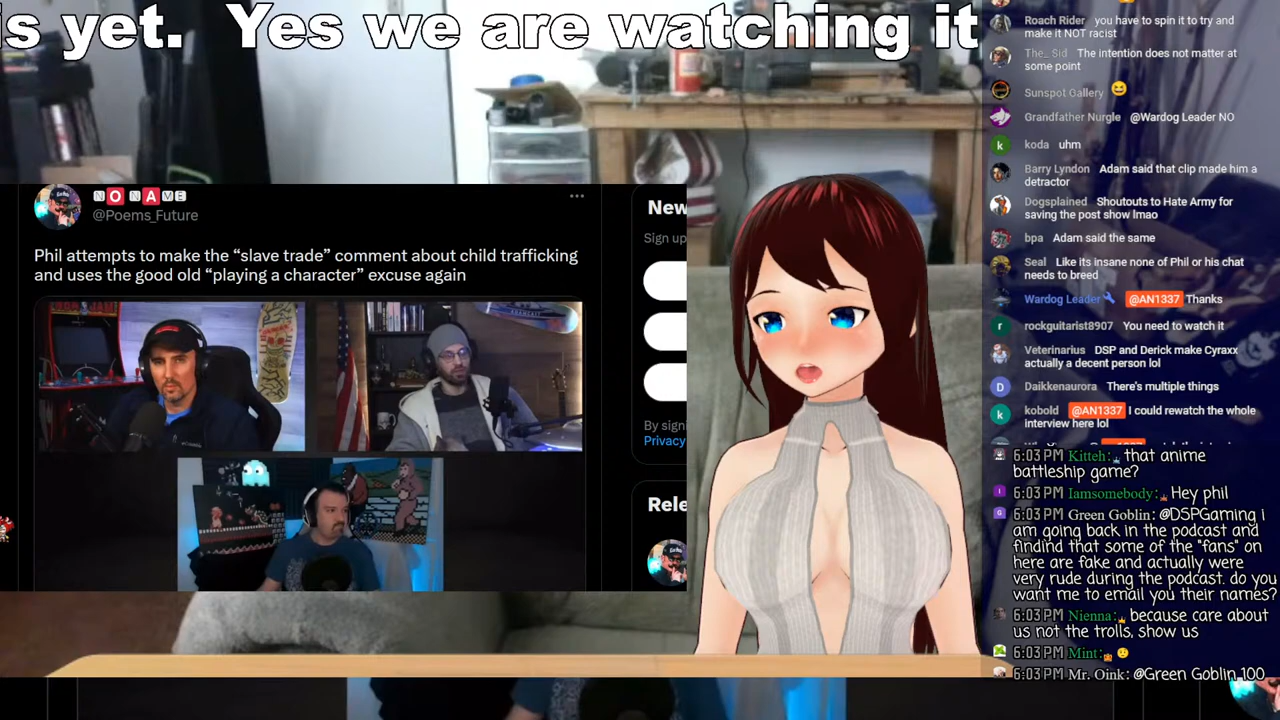 s yet. Yes we are watching it
NO NAME
@Poems_Future
Phil attempts to make the “slave trade” comment about child trafficking
and uses the good old “playing a character” excuse again
New
Sign up
By signi
Privacy
Rele
Roach Rider you have to spin it to try and
make it NOT racist
The_ Sid The intention does not matter at
some point
Sunspot Gallery
Grandfather Nurgle @Wardog Leader NO
koda uhm
Barry Lyndon Adam said that clip made him a
detractor
Dogsplained Shoutouts to Hate Army for
saving the post show lmao
bpa Adam said the same
Seal Like its insane none of Phil or his chat
needs to breed
Wardog Leader @AN1337 Thanks
rockguitarist8907 You need to watch it
Veterinarius DSP and Derick make Cyraxx
actually a decent person lol
Daikkenaurora There's multiple things
kobold @AN1337 I could rewatch the whole
interview here lol
6:03 PM Kitteh: that anime
battleship game?
6:03 PM Iamsomebody: Hey phil
6:03 PM Green Goblin: @DSPGaming i
am going back in the podcast and
findind that some of the "fans" on
here are fake and actually were
very rude during the podcast. do you
want me to email you their names?
6:03 PM Nienna: because care about
us not the trolls, show us
6:03 PM Mint:
6:03 PM Mr. Oink: @Green Goblin 100